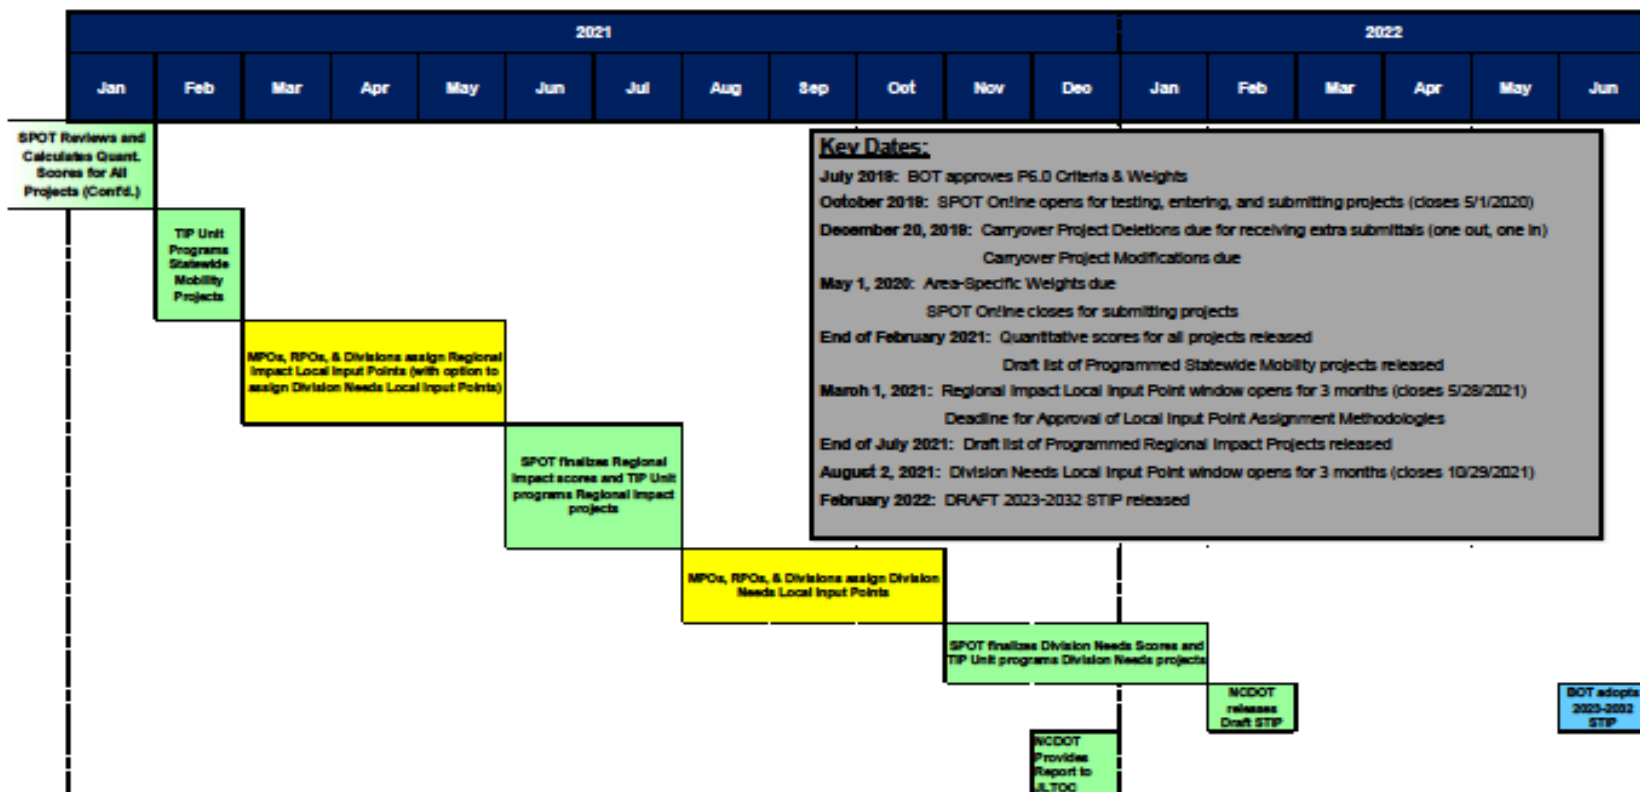 2021 2022
Jan Feb Mar Apr May Jun Jul Aug Sep Oct Nov Dec Jan Feb Mar Apr May Jun
SPOT Reviews and
Calculates Quant.
Scores for All
Projects (Cont'd.)
TIP Unit
Programs
Statewide
Mobility
Projects
MPOs, RPOs, & Divisions assign Regional
Impact Local Input Points (with option to
assign Division Needs Local Input Points)
SPOT finalizes Regional
Impact scores and TIP Unit
programs Regional Impact
projects
Key Dates:
July 2019: BOT approves P6.0 Criteria & Weights
October 2019: SPOT On!ine opens for testing, entering, and submitting projects (closes 5/1/2020)
December 20, 2019: Carryover Project Deletions due for receiving extra submittals (one out, one in)
Carryover Project Modifications due
May 1, 2020: Area-Specific Weights due
SPOT On!ine closes for submitting projects
End of February 2021: Quantitative scores for all projects released
Draft list of Programmed Statewide Mobility projects released
March 1, 2021: Regional Impact Local Input Point window opens for 3 months (closes 5/28/2021)
Deadline for Approval of Local Input Point Assignment Methodologies
End of July 2021: Draft list of Programmed Regional Impact Projects released
August 2, 2021: Division Needs Local Input Point window opens for 3 months (closes 10/29/2021)
February 2022: DRAFT 2023-2032 STIP released
MPOs, RPOs, & Divisions assign Division
Needs Local Input Points
SPOT finalizes Division Needs Scores and
TIP Unit programs Division Needs projects
NCDOT
releases
Draft STIP
BOT adopts
2023-2032
STIP
NCDOT
Provides
Report to
JLTOC